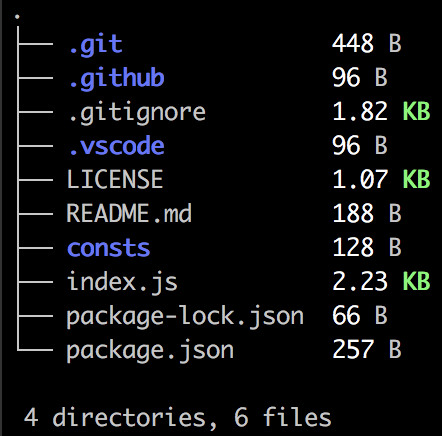 .
├── .git 448 B
├── .github 96 B
├── .gitignore 1.82 KB
├── .vscode 96 B
├── LICENSE 1.07 KB
├── README.md 188 B
├── consts 128 B
├── index.js 2.23 KB
├── package-lock.json 66 B
└── package.json 257 B
4 directories, 6 files